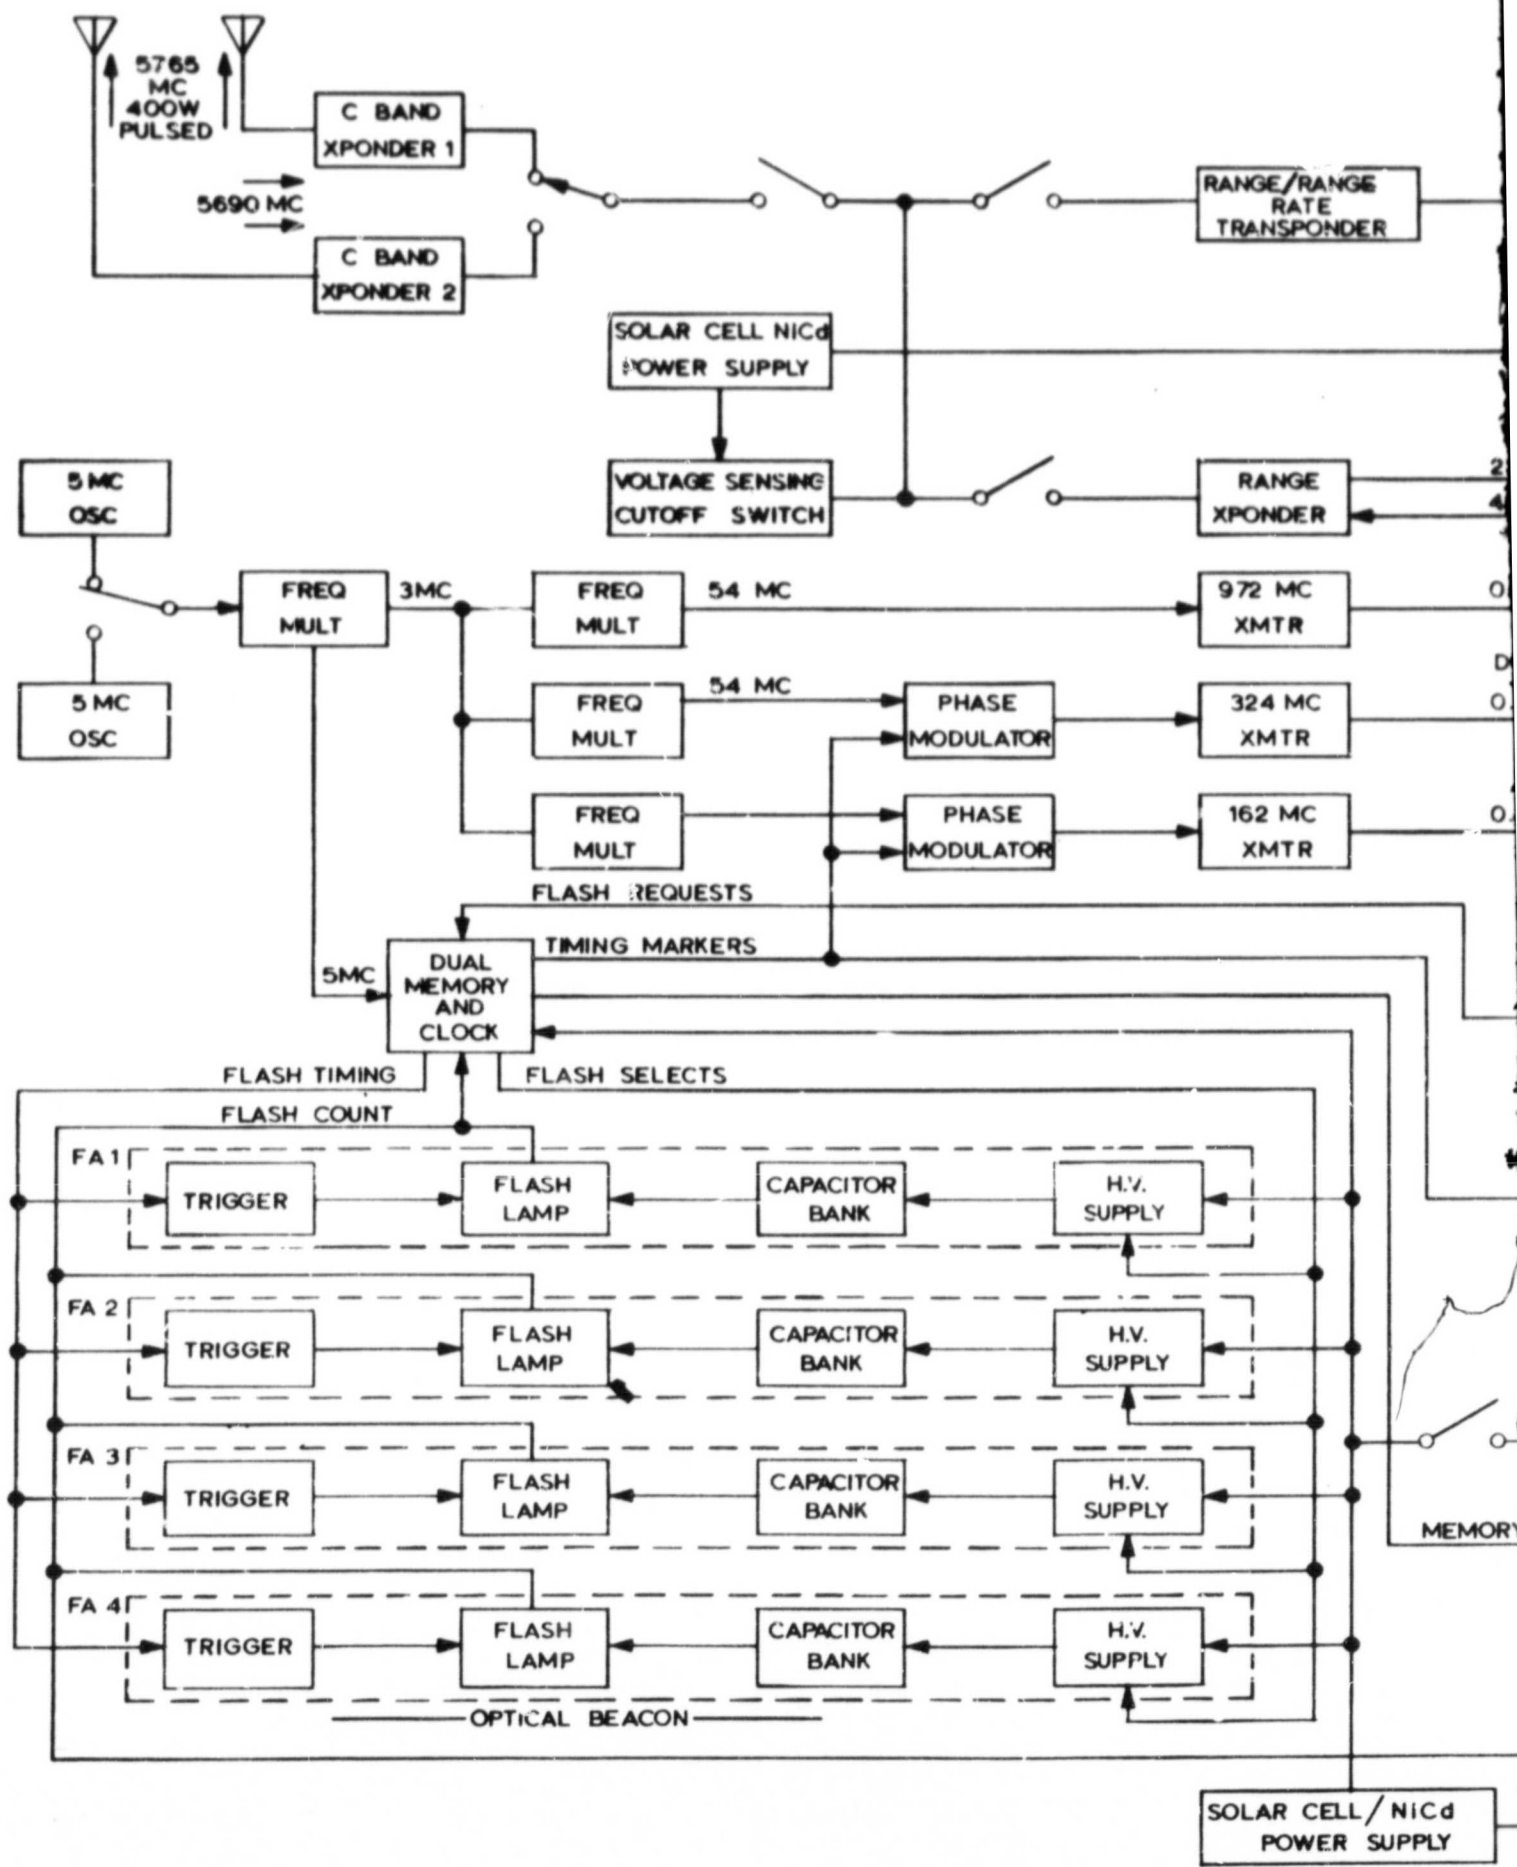 5765
MC
400W
PULSED
5690 MC
C BAND
XPONDER 1
C BAND
XPONDER 2
RANGE/RANGE
RATE
TRANSPONDER
SOLAR CELL NiCd
POWER SUPPLY
VOLTAGE SENSING
CUTOFF SWITCH
RANGE
XPONDER
2
4
5 MC
OSC
5 MC
OSC
FREQ
MULT
3MC
FREQ
MULT
54 MC
972 MC
XMTR
0
FREQ
MULT
54 MC
PHASE
MODULATOR
324 MC
XMTR
D
0.
FREQ
MULT
PHASE
MODULATOR
162 MC
XMTR
0.
FLASH REQUESTS
TIMING MARKERS
5MC
DUAL
MEMORY
AND
CLOCK
FLASH TIMING
FLASH SELECTS
FLASH COUNT
FA 1
TRIGGER
FLASH
LAMP
CAPACITOR
BANK
H.V.
SUPPLY
FA 2
TRIGGER
FLASH
LAMP
CAPACITOR
BANK
H.V.
SUPPLY
FA 3
TRIGGER
FLASH
LAMP
CAPACITOR
BANK
H.V.
SUPPLY
MEMORY
FA 4
TRIGGER
FLASH
LAMP
CAPACITOR
BANK
H.V.
SUPPLY
OPTICAL BEACON
SOLAR CELL/NiCd
POWER SUPPLY